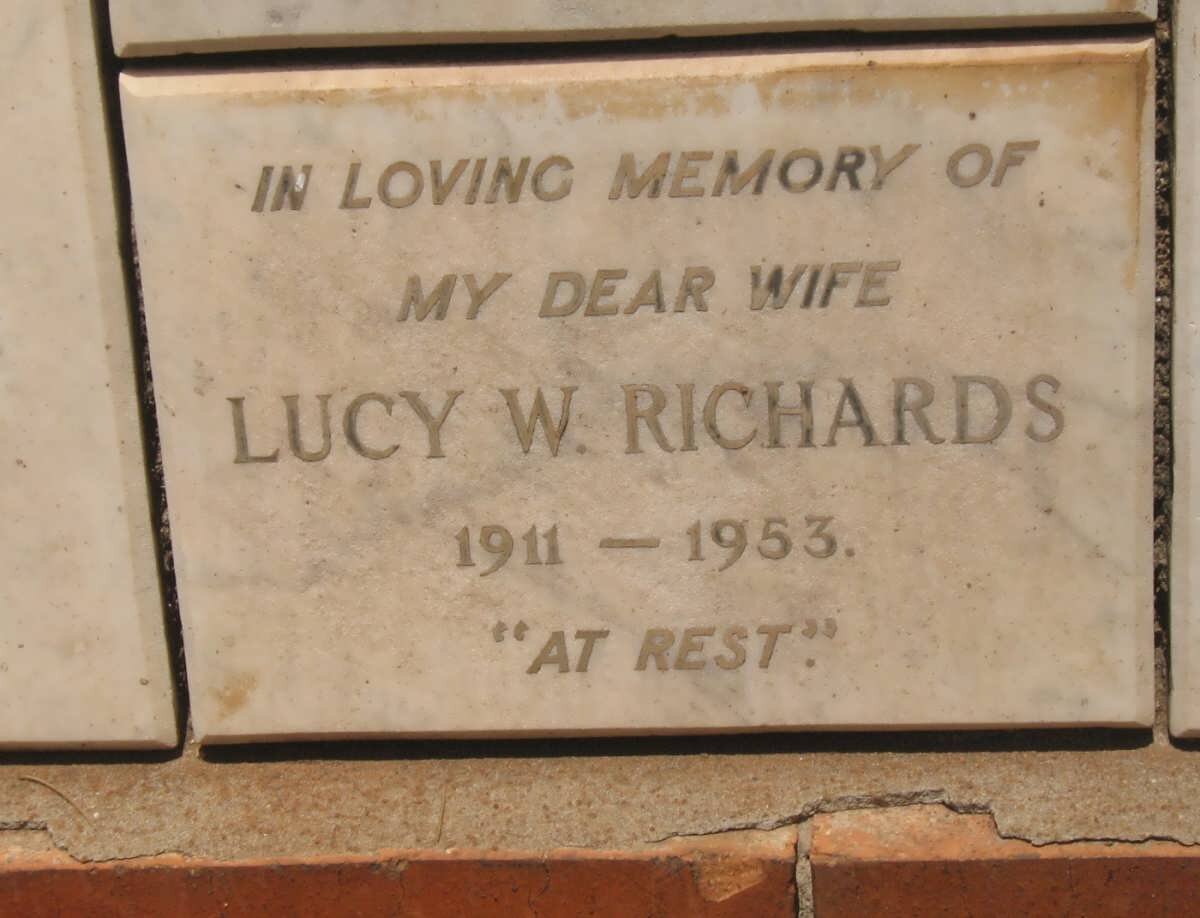 IN LOVING MEMORY OF
MY DEAR WIFE
LUCY W. RICHARDS
1911 — 1953.
"AT REST."